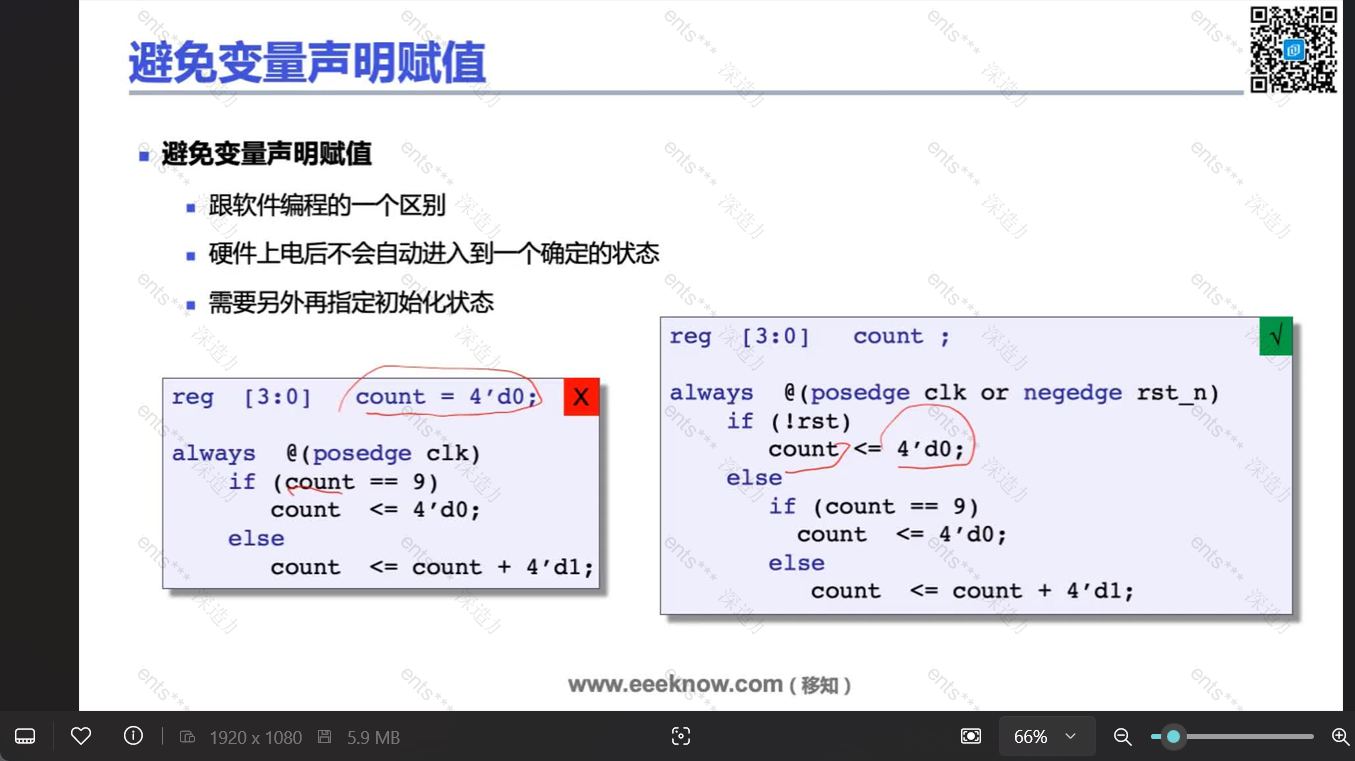 避免变量声明赋值
避免变量声明赋值
跟软件编程的一个区别
硬件上电后不会自动进入到一个确定的状态
需要另外再指定初始化状态
reg [3:0] count = 4'd0;
X
always @(posedge clk)
if (count == 9)
count <= 4'd0;
else
count <= count + 4'd1;
reg [3:0] count ;
√
always @(posedge clk or negedge rst_n)
if (!rst)
count <= 4'd0;
else
if (count == 9)
count <= 4'd0;
else
count <= count + 4'd1;
www.eeeknow.com ( 移知 )
1920 x 1080
5.9 MB
66%